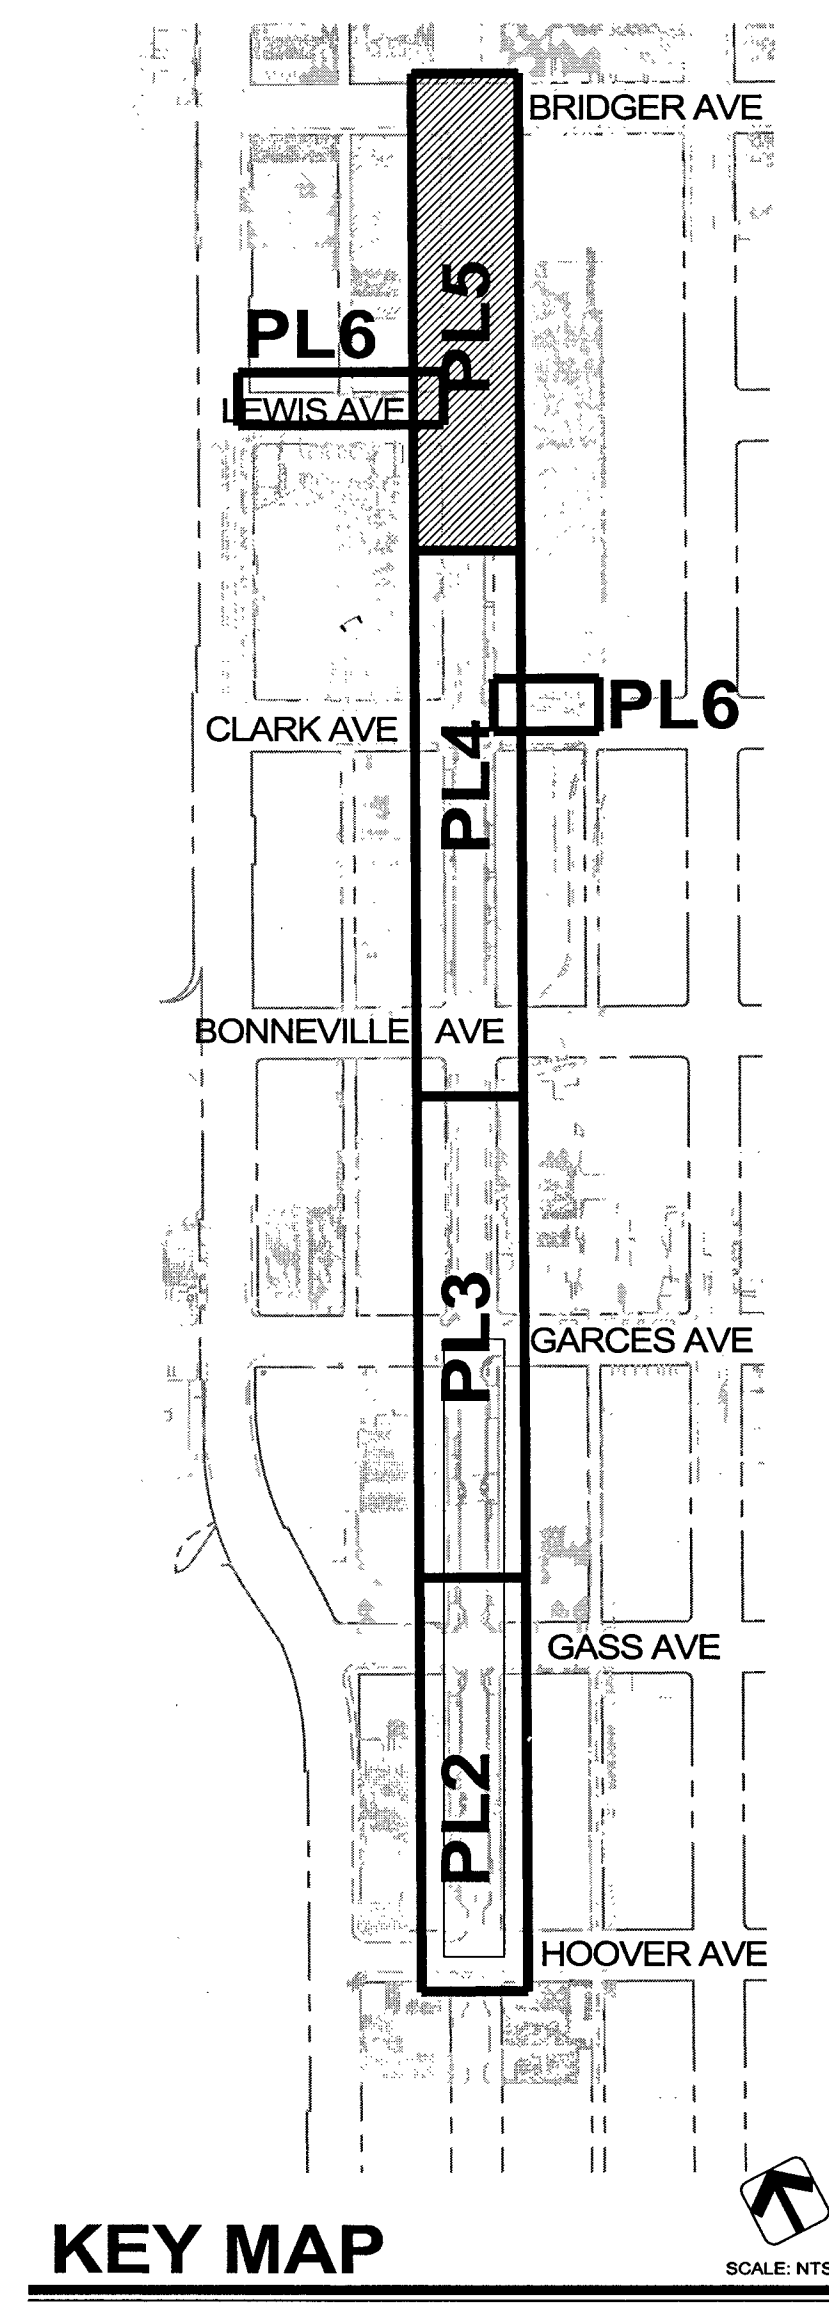 BRIDGER AVE
PL5
PL6
LEWIS AVE
PL6
CLARK AVE
PL4
BONNEVILLE AVE
PL3
GARCES AVE
GASS AVE
PL2
HOOVER AVE
KEY MAP
SCALE: NTS